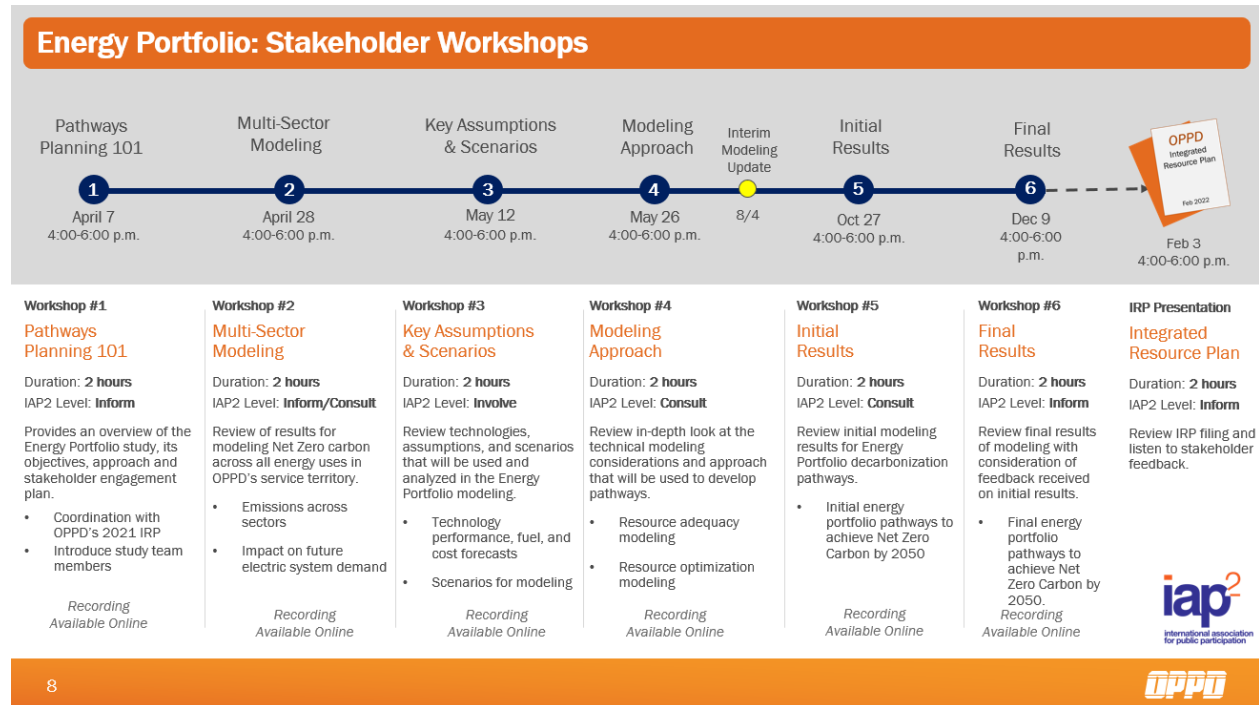 Energy Portfolio: Stakeholder Workshops
Pathways
Planning 101
1
April 7
4:00-6:00 p.m.
Multi-Sector
Modeling
2
April 28
4:00-6:00 p.m.
Key Assumptions
& Scenarios
3
May 12
4:00-6:00 p.m.
Modeling
Approach
4
May 26
4:00-6:00 p.m.
Interim
Modeling
Update
8/4
Initial
Results
5
Oct 27
4:00-6:00 p.m.
Final
Results
6
Dec 9
4:00-6:00
p.m.
OPPD
Integrated
Resource Plan
Feb 2022
Feb 3
4:00-6:00 p.m.
Workshop #1
Pathways
Planning 101
Duration: 2 hours
IAP2 Level: Inform
Provides an overview of the
Energy Portfolio study, its
objectives, approach and
stakeholder engagement
plan.
• Coordination with
OPPD's 2021 IRP
• Introduce study team
members
Recording
Available Online
Workshop #2
Multi-Sector
Modeling
Duration: 2 hours
IAP2 Level: Inform/Consult
Review of results for
modeling Net Zero carbon
across all energy uses in
OPPD's service territory.
• Emissions across
sectors
• Impact on future
electric system demand
Recording
Available Online
Workshop #3
Key Assumptions
& Scenarios
Duration: 2 hours
IAP2 Level: Involve
Review technologies,
assumptions, and scenarios
that will be used and
analyzed in the Energy
Portfolio modeling.
• Technology
performance, fuel, and
cost forecasts
• Scenarios for modeling
Recording
Available Online
Workshop #4
Modeling
Approach
Duration: 2 hours
IAP2 Level: Consult
Review in-depth look at the
technical modeling
considerations and approach
that will be used to develop
pathways.
• Resource adequacy
modeling
• Resource optimization
modeling
Recording
Available Online
Workshop #5
Initial
Results
Duration: 2 hours
IAP2 Level: Consult
Review initial modeling
results for Energy
Portfolio decarbonization
pathways.
• Initial energy
portfolio pathways to
achieve Net Zero
Carbon by 2050
Recording
Available Online
Workshop #6
Final
Results
Duration: 2 hours
IAP2 Level: Inform
Review final results
of modeling with
consideration of
feedback received
on initial results.
• Final energy
portfolio
pathways to
achieve Net
Zero Carbon by
2050.
Recording
Available Online
IRP Presentation
Integrated
Resource Plan
Duration: 2 hours
IAP2 Level: Inform
Review IRP filing and
listen to stakeholder
feedback.
iap2
international association
for public participation
8
OPPD